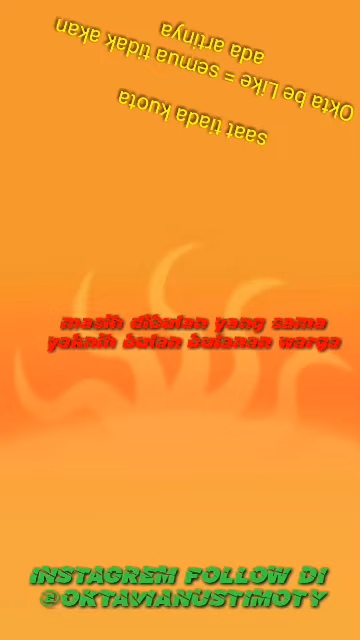 Okta be Like = semua tidak akan
ada artinya
saat tiada kuota
masih dibulan yang sama
yaknih bulan bulanan warga
INSTAGREM FOLLOW DI
@OKTAVIANUSTIMOTY